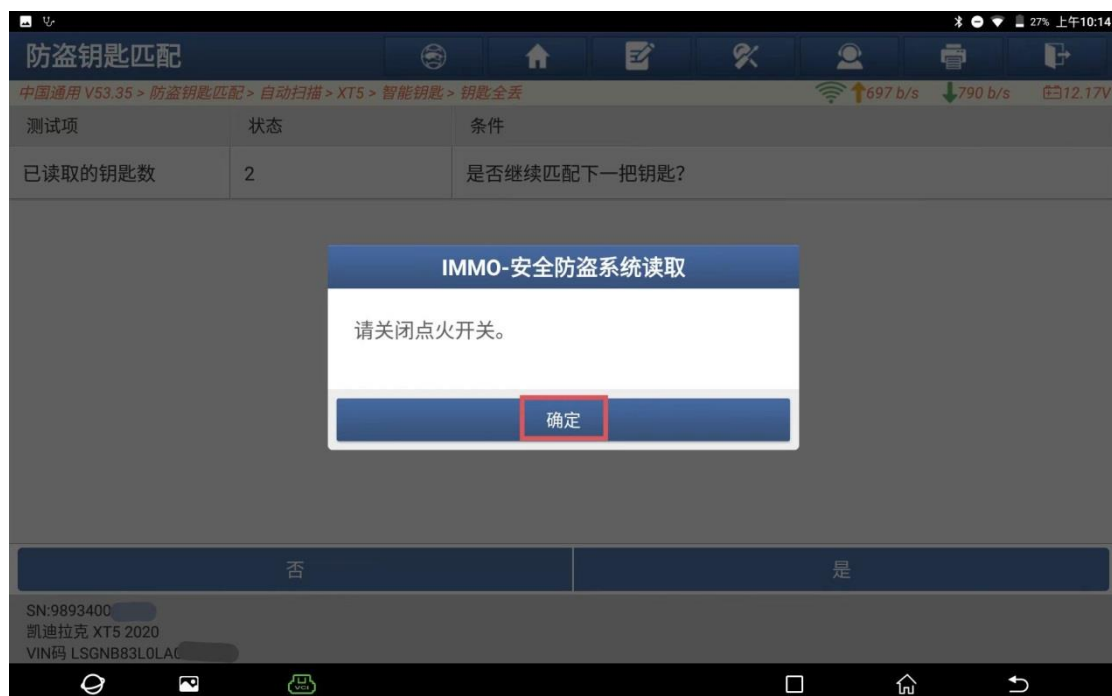 27% 上午10:14
防盗钥匙匹配
中国通用 V53.35 > 防盗钥匙匹配 > 自动扫描 > XT5 > 智能钥匙 > 钥匙全丢 697 b/s 790 b/s 12.17V
测试项 状态 条件
已读取的钥匙数 2 是否继续匹配下一把钥匙?
IMMO-安全防盗系统读取
请关闭点火开关。
确定
否 是
SN:9893400
凯迪拉克 XT5 2020
VIN码 LSGNB83L0LA
VCI